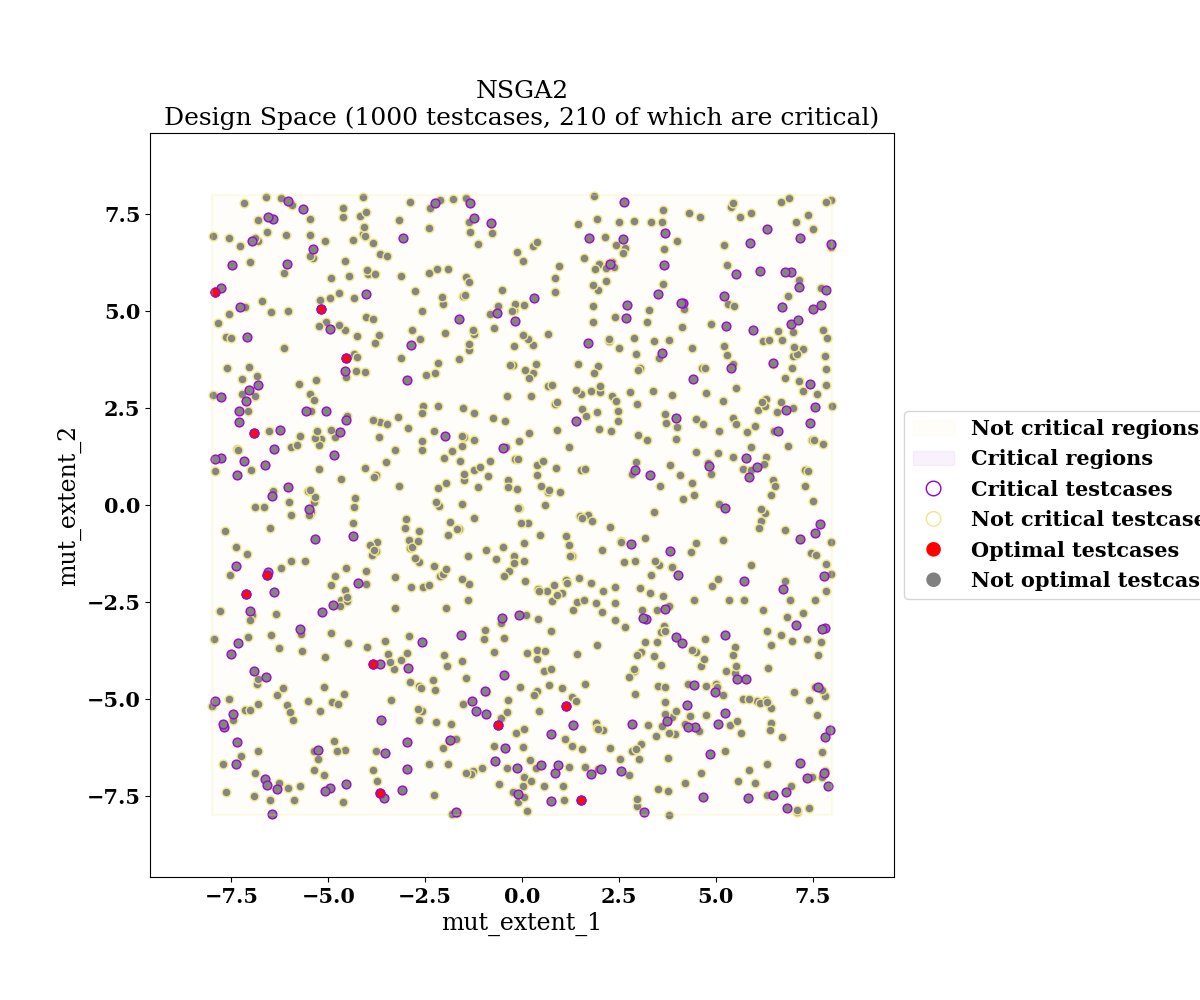 NSGA2
Design Space (1000 testcases, 210 of which are critical)
7.5
5.0
2.5
0.0
−2.5
−5.0
−7.5
mut_extent_2
−7.5
−5.0
−2.5
0.0
2.5
5.0
7.5
mut_extent_1
Not critical regions
Critical regions
Critical testcases
Not critical testcase
Optimal testcases
Not optimal testcas